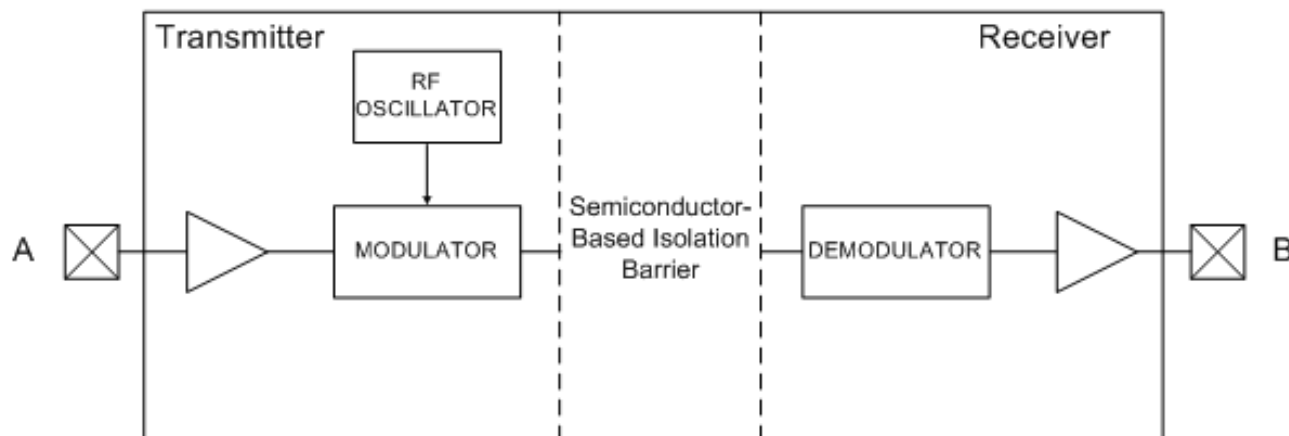 Transmitter
Receiver
RF
OSCILLATOR
A
MODULATOR
Semiconductor-
Based Isolation
Barrier
DEMODULATOR
B